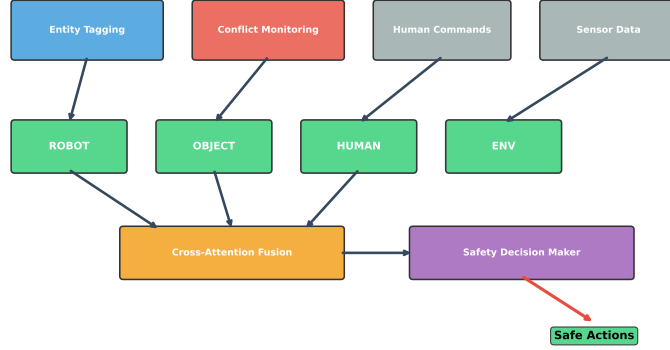 Entity Tagging
Conflict Monitoring
Human Commands
Sensor Data
ROBOT
OBJECT
HUMAN
ENV
Cross-Attention Fusion
Safety Decision Maker
Safe Actions